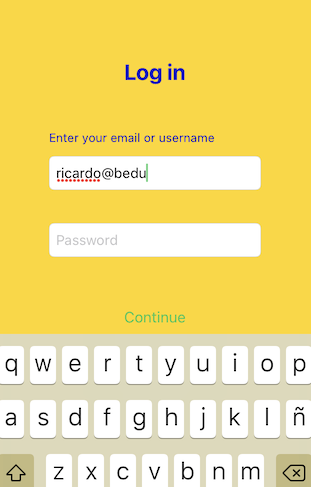 Log in
Enter your email or username
ricardo@bedu
Password
Continue
q w e r t y u i o p
a s d f g h j k l ñ
z x c v b n m